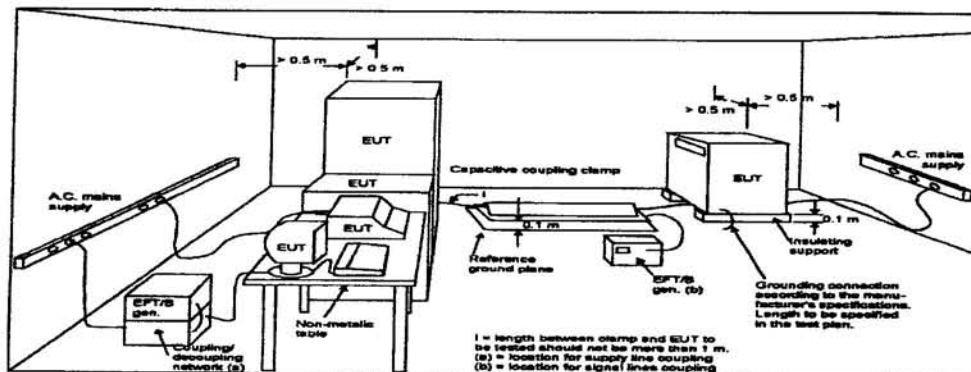 > 0.5 m
> 0.5 m
> 0.5 m
> 0.5 m
EUT
A.C. mains
supply
Capacitive coupling clamp
EUT
A.C. mains
supply
EUT
l
EUT
EUT
0.1 m
0.1 m
Insulating
support
Reference
ground plane
EFT/B
gen.
EFT/B
gen. (b)
Grounding connection
according to the manu-
facturer's specifications.
Length to be specified
in the test plan.
Non-metalic
table
Coupling/
decoupling
network (a)
l = length between clamp and EUT to
be tested should not be more than 1 m.
(a) = location for supply line coupling
(b) = location for signal lines coupling